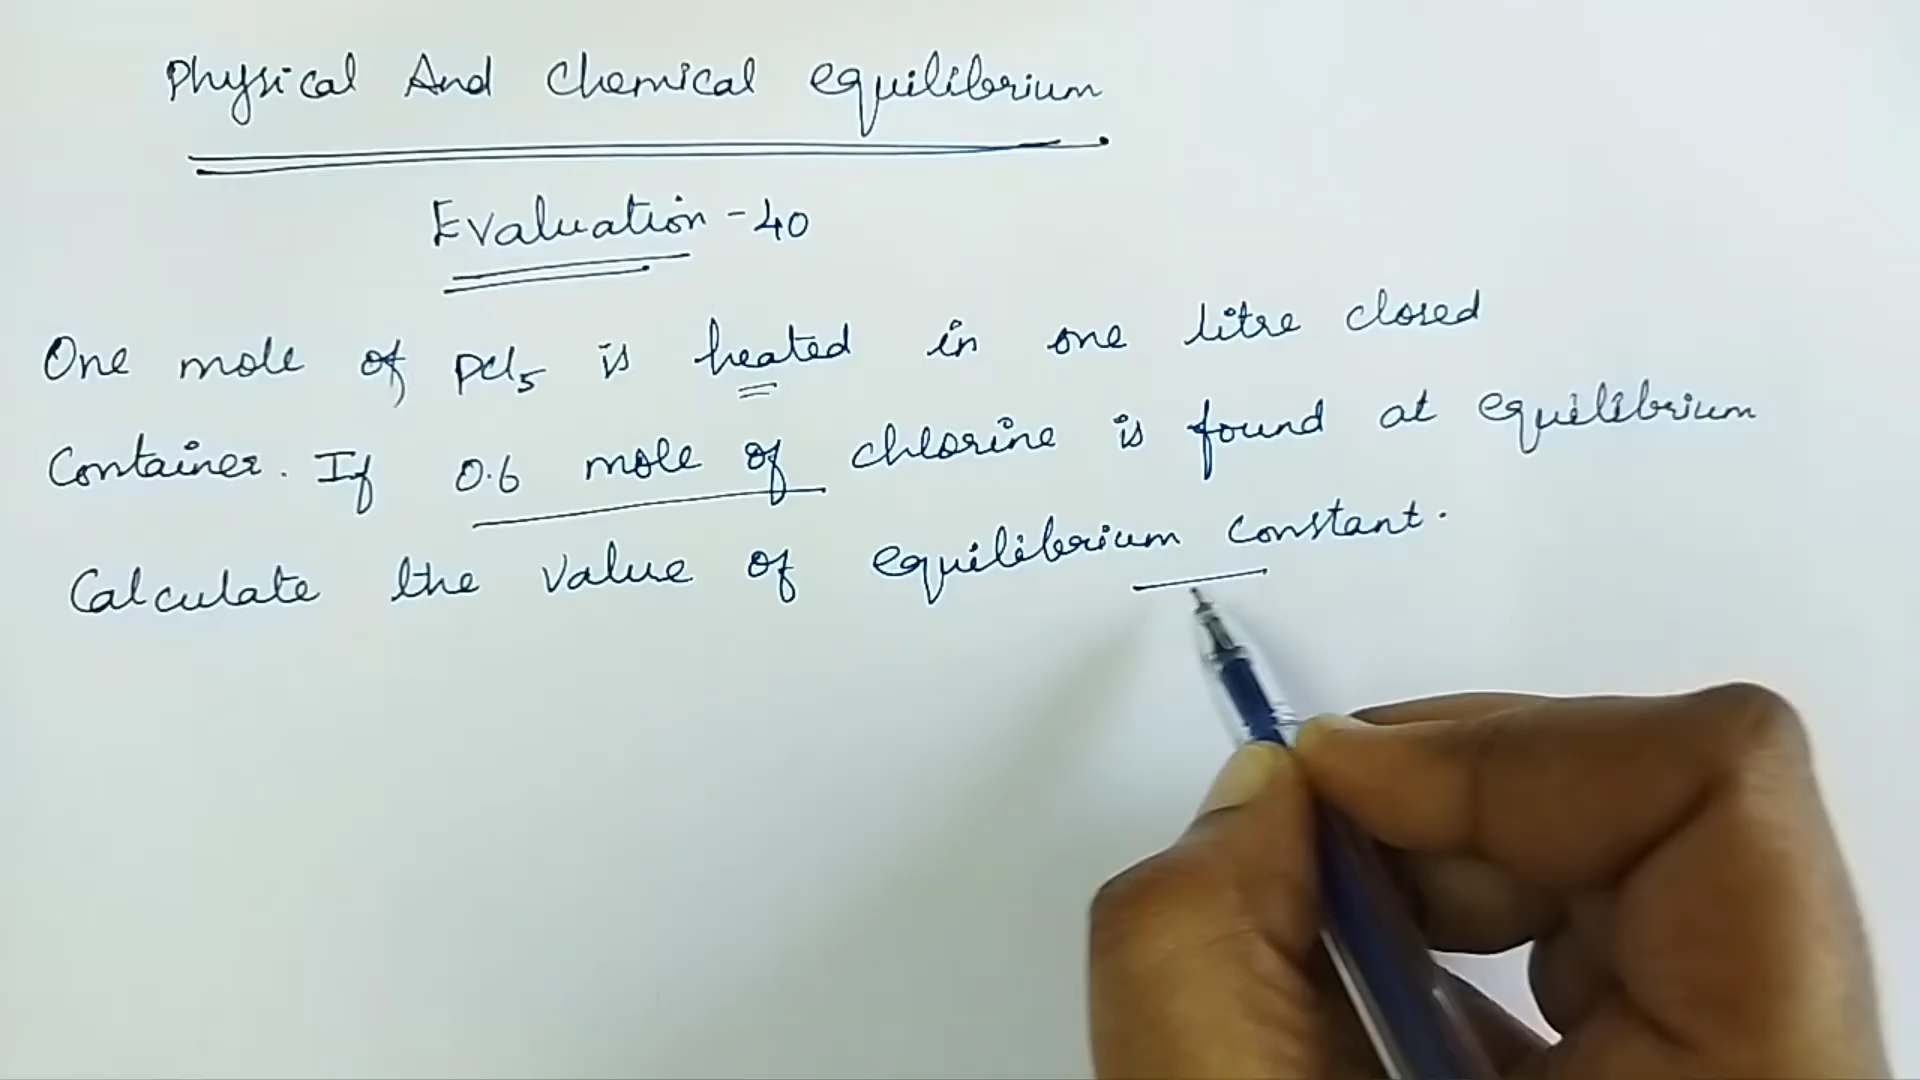 Physical And Chemical equilibrium
Evaluation - 40
One mole of PCl5 is heated in one litre closed
Container. If 0.6 mole of chlorine is found at equilibrium
Calculate the value of equilibrium constant.